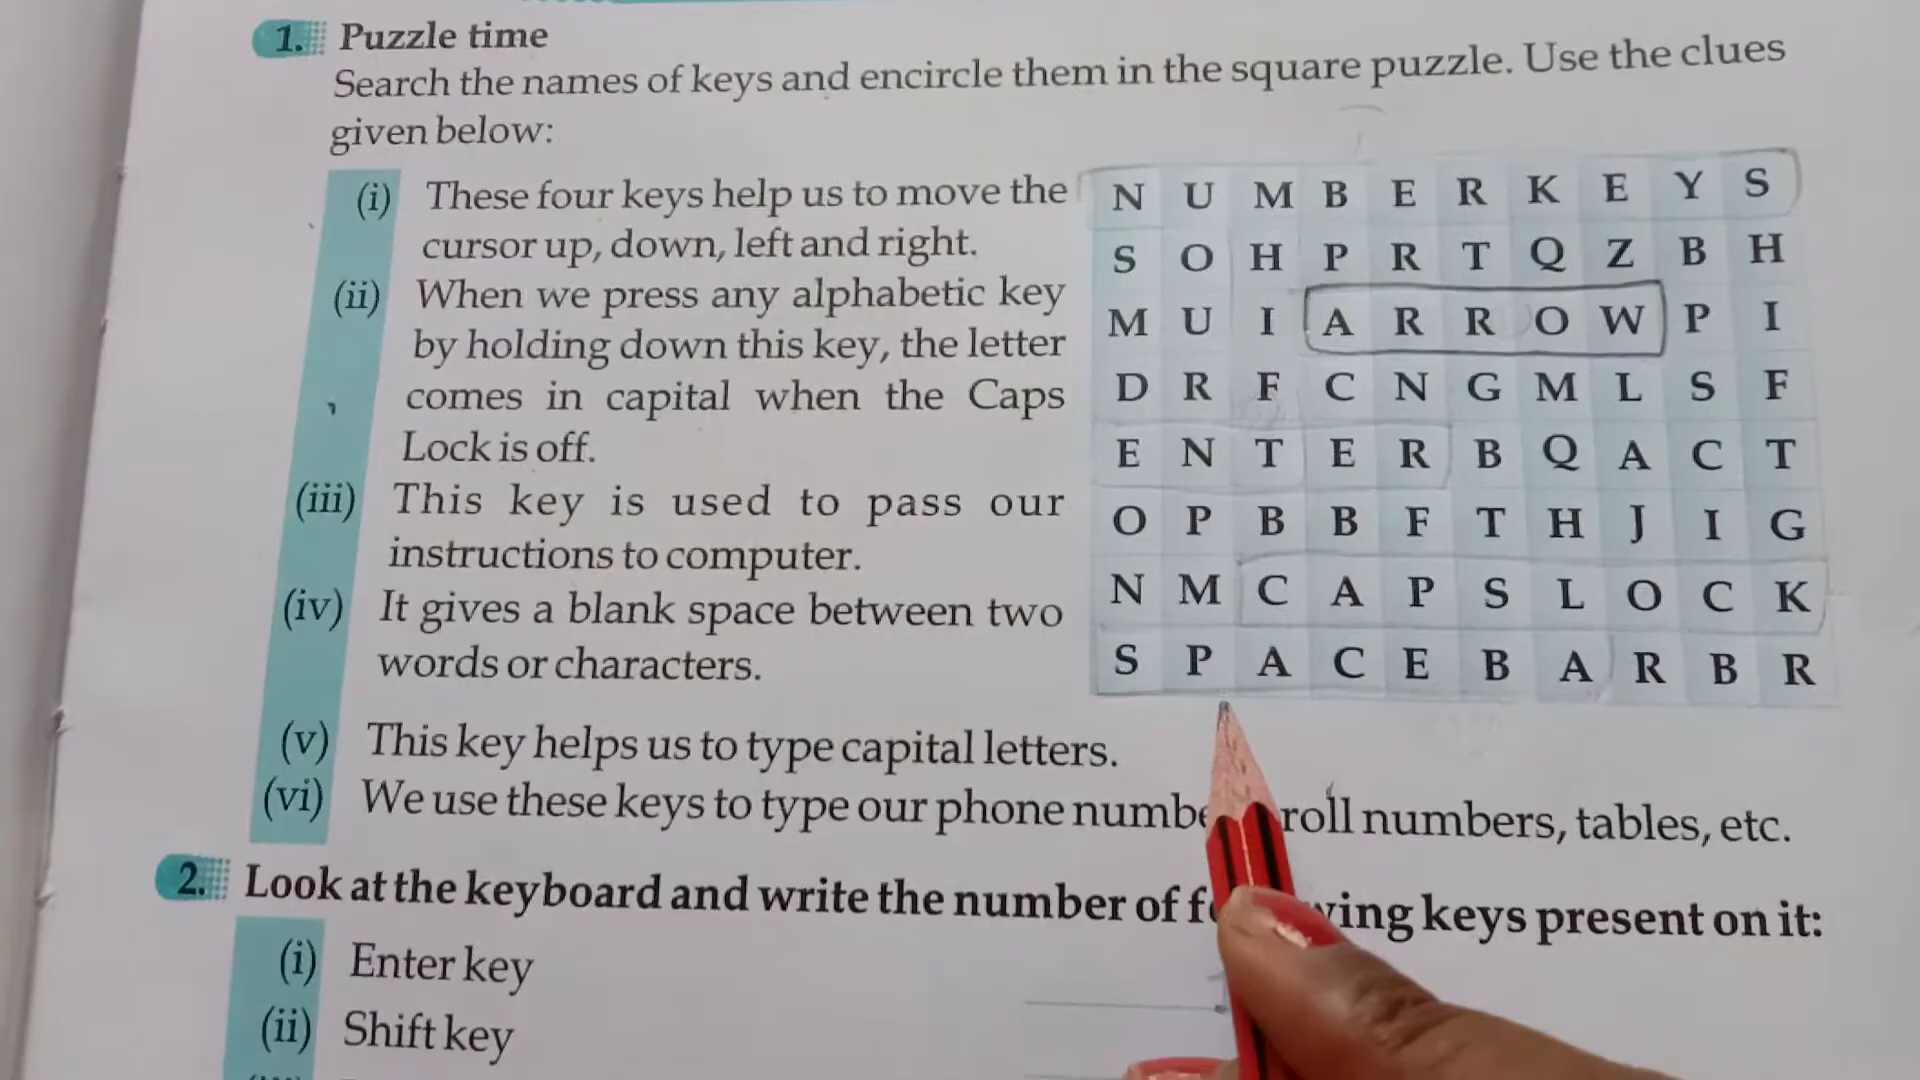 1. Puzzle time
Search the names of keys and encircle them in the square puzzle. Use the clues
given below:
(i) These four keys help us to move the
cursor up, down, left and right.
(ii) When we press any alphabetic key
by holding down this key, the letter
comes in capital when the Caps
Lock is off.
(iii) This key is used to pass our
instructions to computer.
(iv) It gives a blank space between two
words or characters.
(v) This key helps us to type capital letters.
(vi) We use these keys to type our phone roll numbers, tables, etc.
N U M B E R K E Y S
S O H P R T Q Z B H
M U I A R R O W P I
D R F C N G M L S F
E N T E R B Q A C T
O P B B F T H J I G
N M C A P S L O C K
S P A C E B A R B R
2. Look at the keyboard and write the number of keys present on it:
(i) Enter key
(ii) Shift key